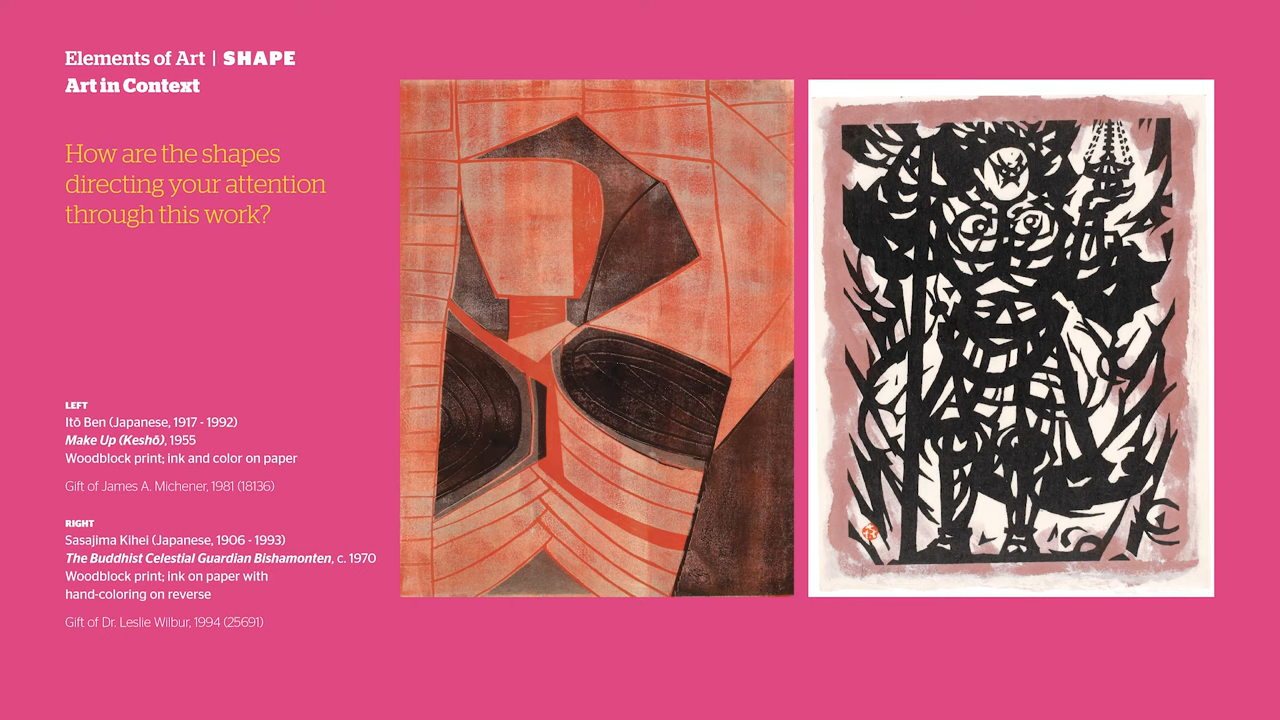 Elements of Art | SHAPE
Art in Context
How are the shapes
directing your attention
through this work?
LEFT
Itō Ben (Japanese, 1917 - 1992)
Make Up (Keshō), 1955
Woodblock print; ink and color on paper
Gift of James A. Michener, 1981 (18136)
RIGHT
Sasajima Kihei (Japanese, 1906 - 1993)
The Buddhist Celestial Guardian Bishamonten, c. 1970
Woodblock print; ink on paper with
hand-coloring on reverse
Gift of Dr. Leslie Wilbur, 1994 (25691)